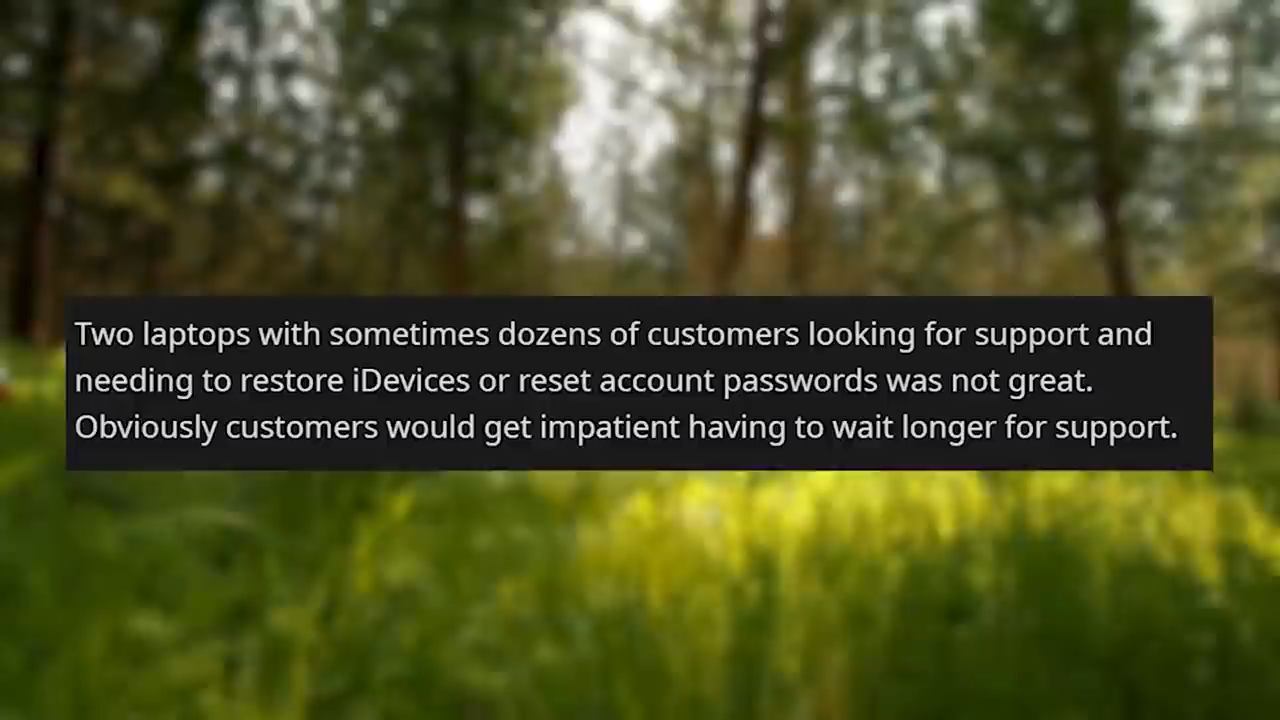 Two laptops with sometimes dozens of customers looking for support and
needing to restore iDevices or reset account passwords was not great.
Obviously customers would get impatient having to wait longer for support.